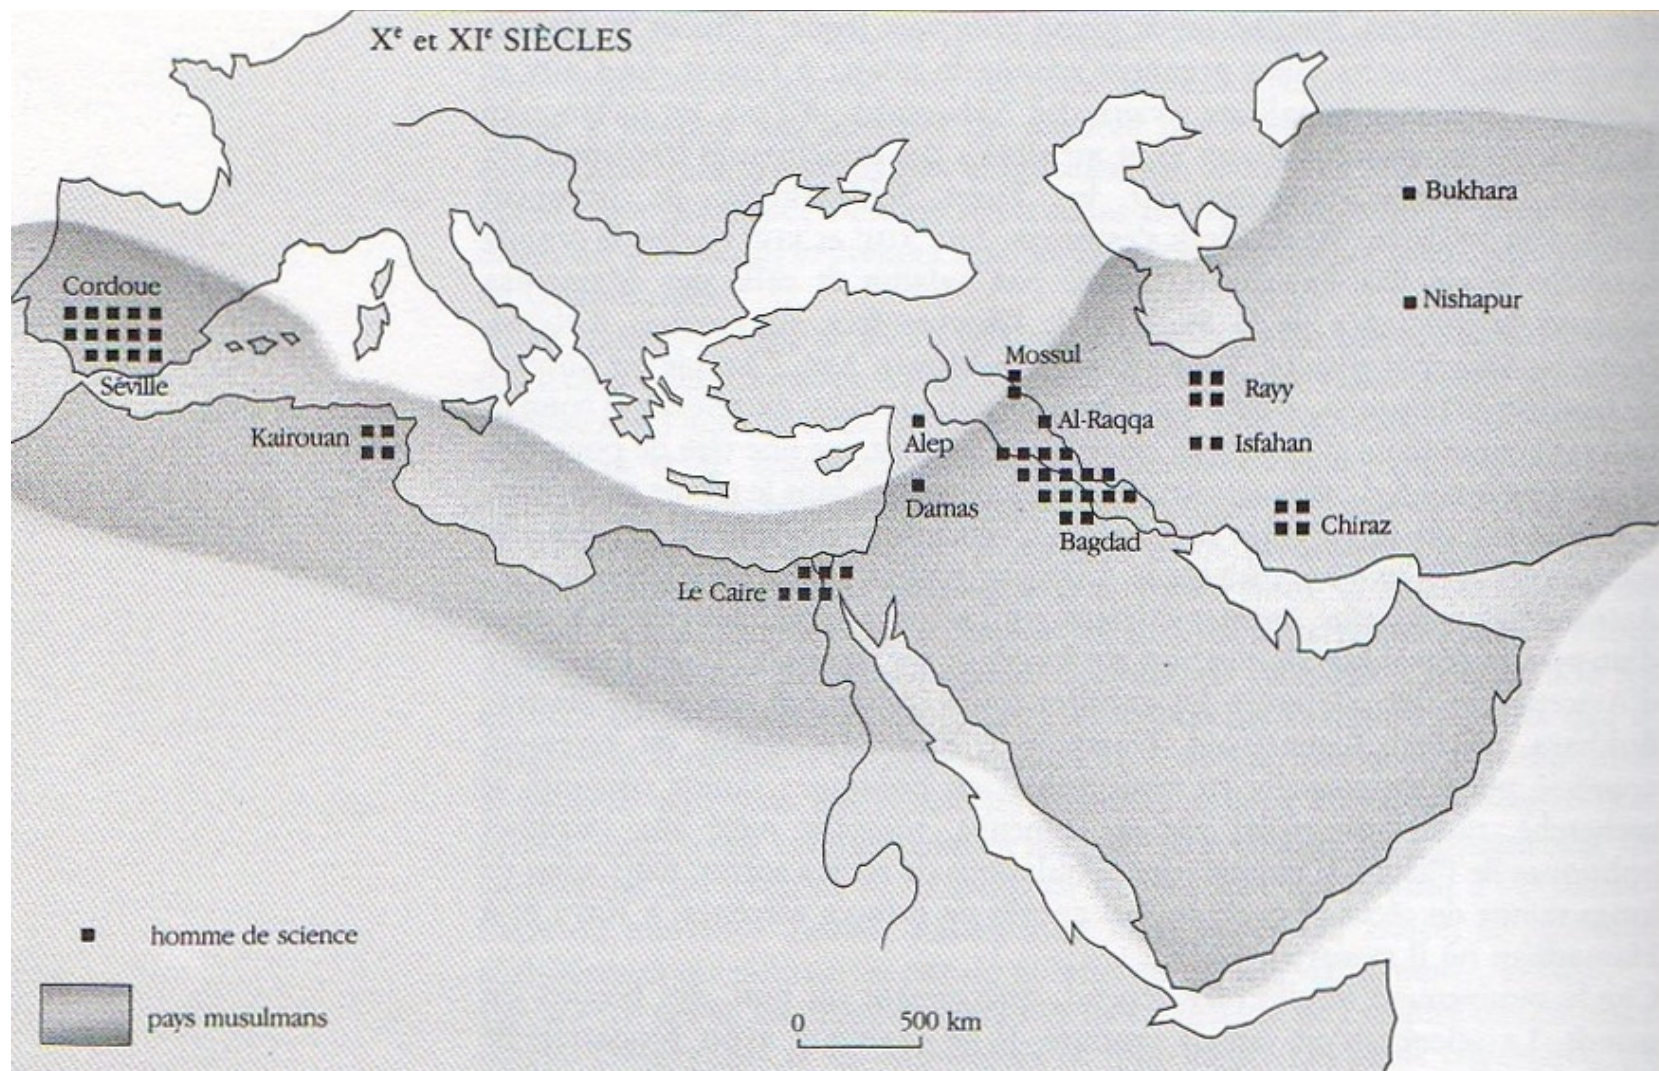 Xᵉ et XIᵉ SIÈCLES
Bukhara
Cordoue
Nishapur
Mossul
Séville
Rayy
Al-Raqqa
Kairouan
Alep
Isfahan
Damas
Chiraz
Bagdad
Le Caire
homme de science
pays musulmans
0 500 km